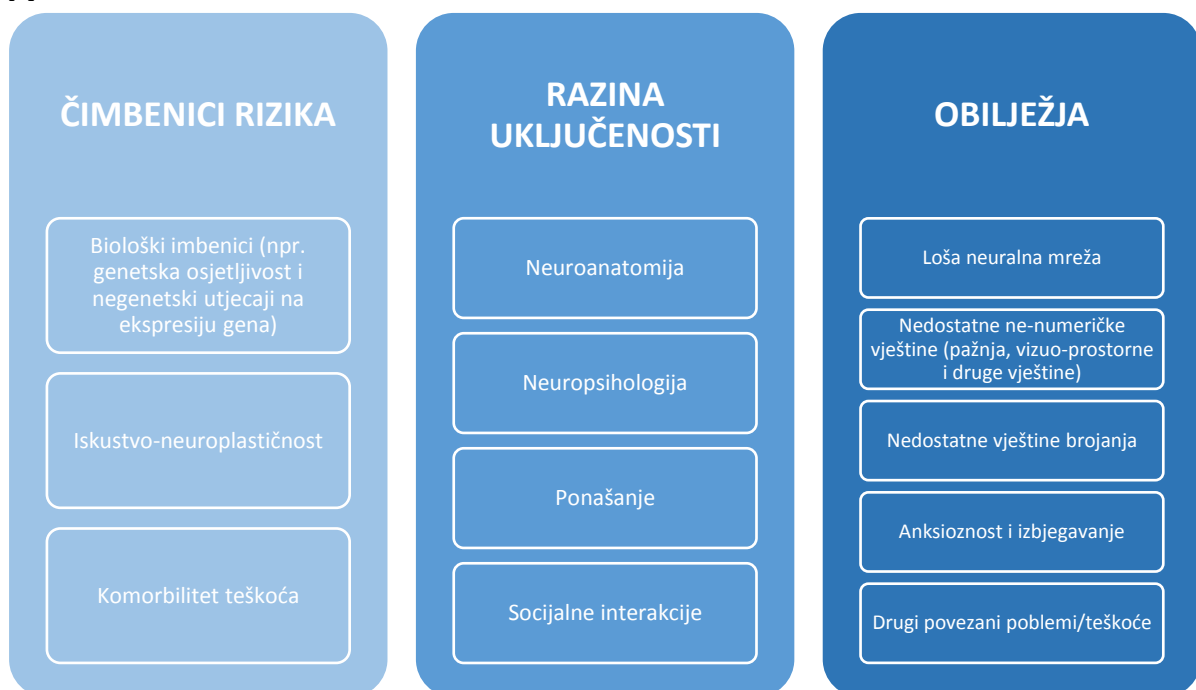 ČIMBENICI RIZIKA
Biološki imbenici (npr.
genetska osjetljivost i
negenetski utjecaji na
ekspresiju gena)
Iskustvo-neuroplastičnost
Komorbilitet teškoća
RAZINA
UKLJUČENOSTI
Neuroanatomija
Neuropsihologija
Ponašanje
Socijalne interakcije
OBILJEŽJA
Loša neuralna mreža
Nedostatne ne-numeričke
vještine (pažnja, vizuo-prostorne
i druge vještine)
Nedostatne vještine brojanja
Anksioznost i izbjegavanje
Drugi povezani poblemi/teškoće